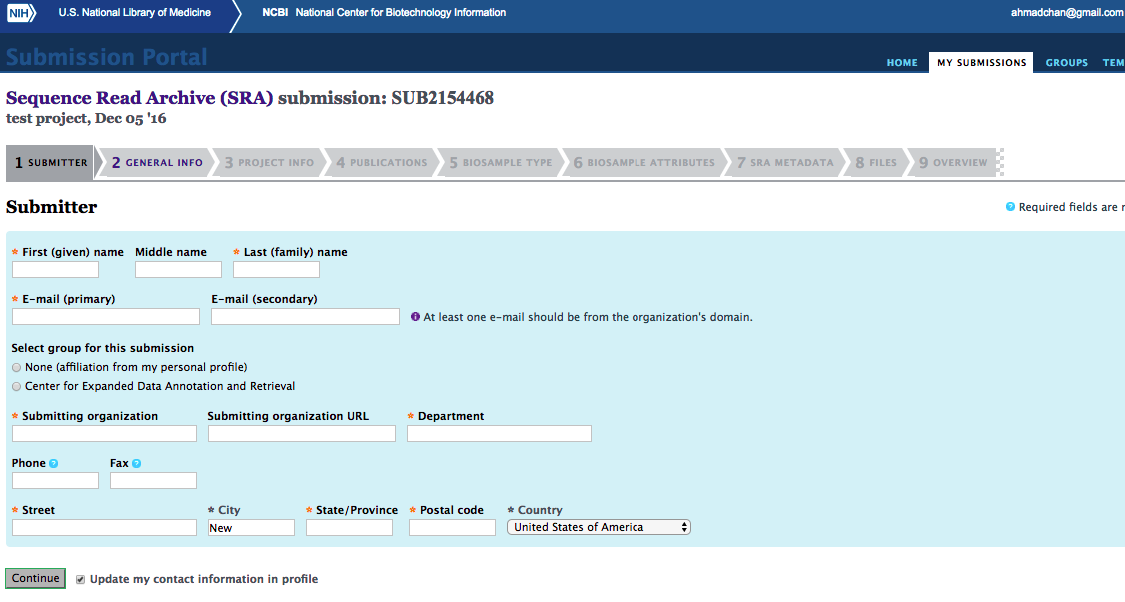 NIH U.S. National Library of Medicine NCBI National Center for Biotechnology Information ahmadchan@gmail.com
Submission Portal
HOME MY SUBMISSIONS GROUPS TEM
Sequence Read Archive (SRA) submission: SUB2154468
test project, Dec 05 '16
1 SUBMITTER 2 GENERAL INFO 3 PROJECT INFO 4 PUBLICATIONS 5 BIOSAMPLE TYPE 6 BIOSAMPLE ATTRIBUTES 7 SRA METADATA 8 FILES 9 OVERVIEW
Submitter
? Required fields are r
* First (given) name Middle name * Last (family) name
* E-mail (primary) E-mail (secondary)
i At least one e-mail should be from the organization's domain.
Select group for this submission
None (affiliation from my personal profile)
Center for Expanded Data Annotation and Retrieval
* Submitting organization Submitting organization URL * Department
Phone ? Fax ?
* Street * City * State/Province * Postal code * Country
New United States of America
Continue Update my contact information in profile